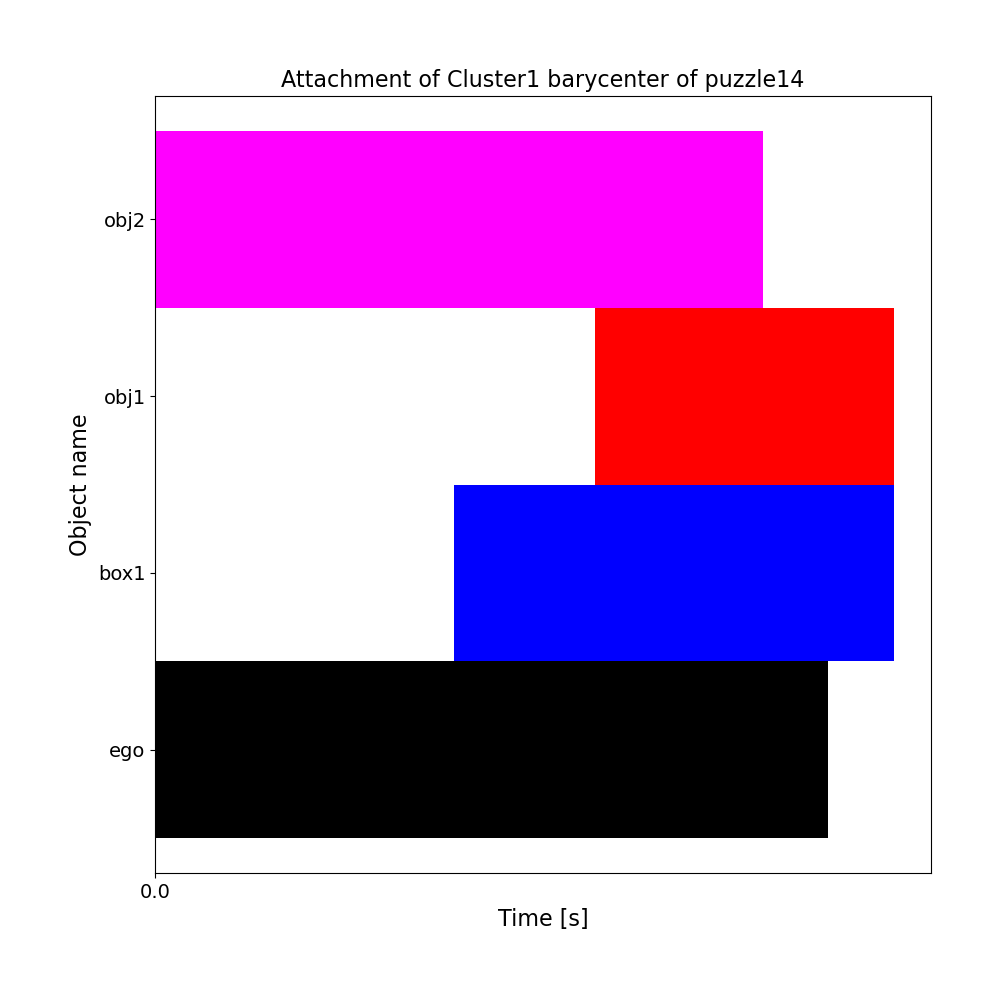 Attachment of Cluster1 barycenter of puzzle14
obj2
obj1
box1
ego
Object name
0.0
Time [s]